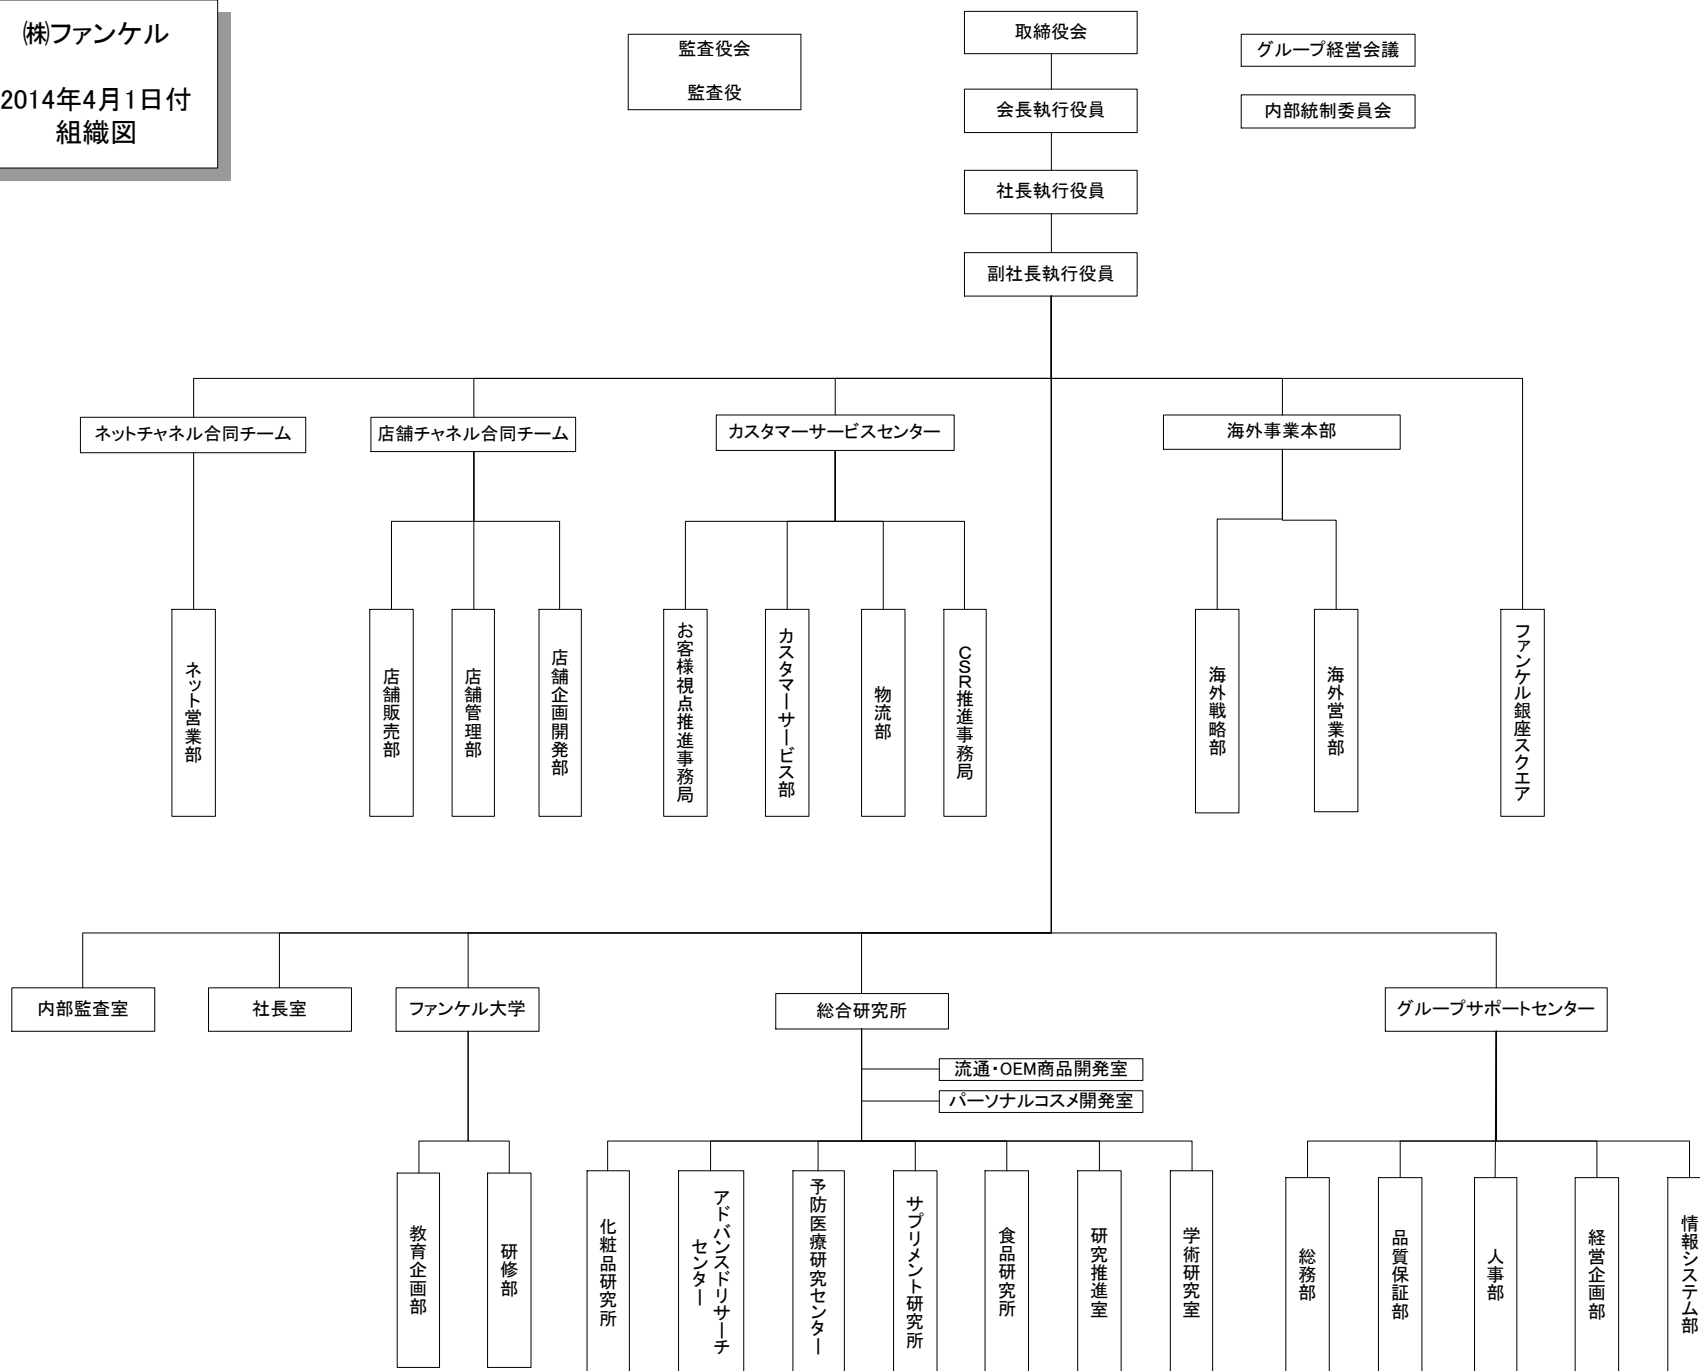 ㈱ファンケル
2014年4月1日付
組織図
監査役会
監査役
取締役会
グループ経営会議
会長執行役員
内部統制委員会
社長執行役員
副社長執行役員
ネットチャネル合同チーム
店舗チャネル合同チーム
カスタマーサービスセンター
海外事業本部
ネット営業部
店舗販売部
店舗管理部
店舗企画開発部
お客様視点推進事務局
カスタマーサービス部
物流部
CSR推進事務局
海外戦略部
海外営業部
ファンケル銀座スクエア
内部監査室
社長室
ファンケル大学
総合研究所
グループサポートセンター
流通・OEM商品開発室
パーソナルコスメ開発室
教育企画部
研修部
化粧品研究所
アドバンスドリサーチ
センター
予防医療研究センター
サプリメント研究所
食品研究所
研究推進室
学術研究室
総務部
品質保証部
人事部
経営企画部
情報システム部